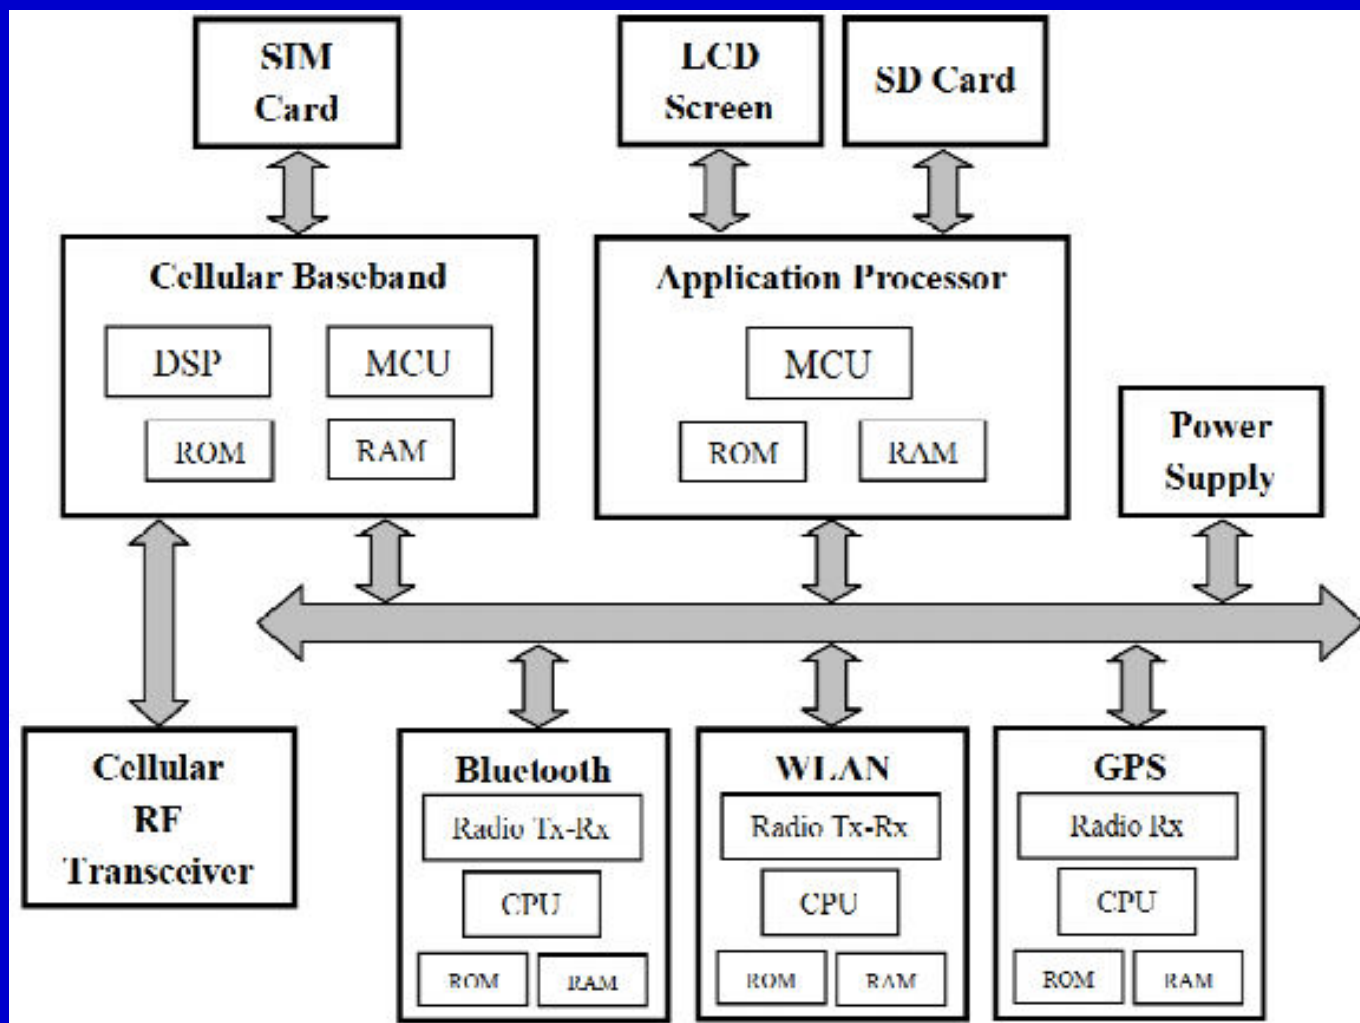 SIM
Card
LCD
Screen
SD Card
Cellular Baseband
DSP
MCU
ROM
RAM
Application Processor
MCU
ROM
RAM
Power
Supply
Cellular
RF
Transceiver
Bluetooth
Radio Tx-Rx
CPU
ROM
RAM
WLAN
Radio Tx-Rx
CPU
ROM
RAM
GPS
Radio Rx
CPU
ROM
RAM